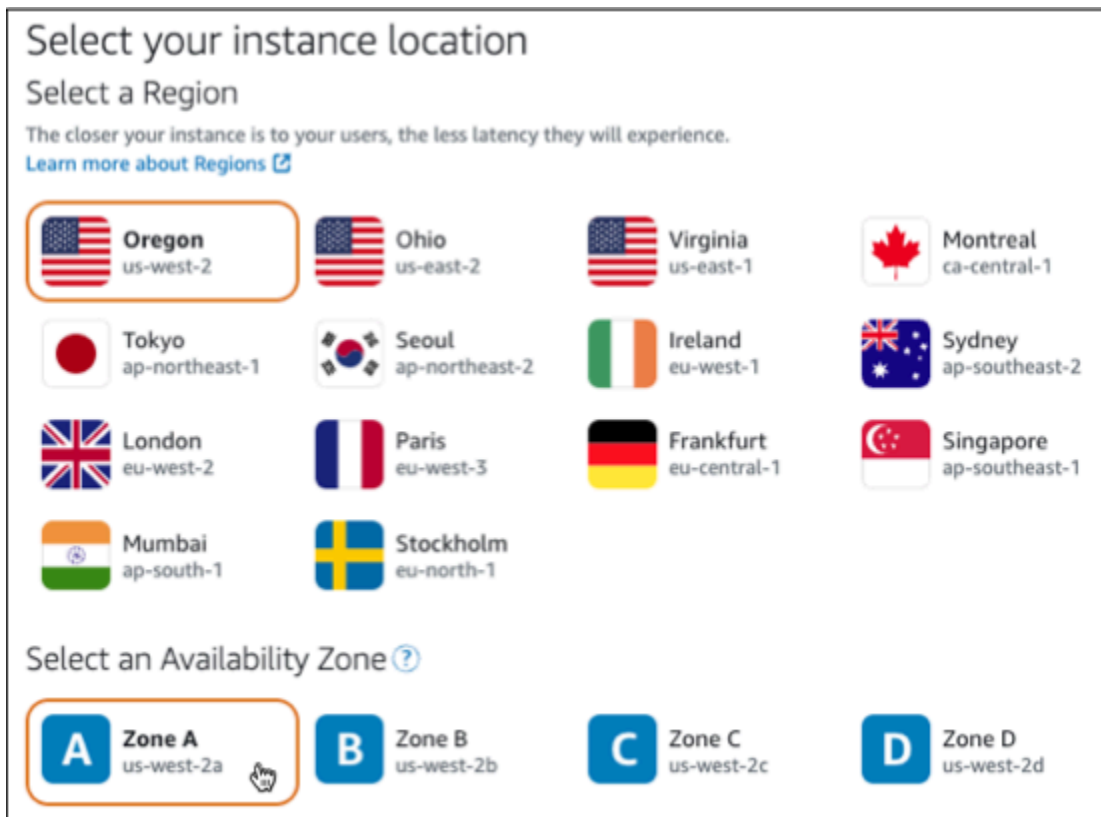 Select your instance location
Select a Region
The closer your instance is to your users, the less latency they will experience.
Learn more about Regions
Oregon
us-west-2
Ohio
us-east-2
Virginia
us-east-1
Montreal
ca-central-1
Tokyo
ap-northeast-1
Seoul
ap-northeast-2
Ireland
eu-west-1
Sydney
ap-southeast-2
London
eu-west-2
Paris
eu-west-3
Frankfurt
eu-central-1
Singapore
ap-southeast-1
Mumbai
ap-south-1
Stockholm
eu-north-1
Select an Availability Zone ?
A
Zone A
us-west-2a
B
Zone B
us-west-2b
C
Zone C
us-west-2c
D
Zone D
us-west-2d